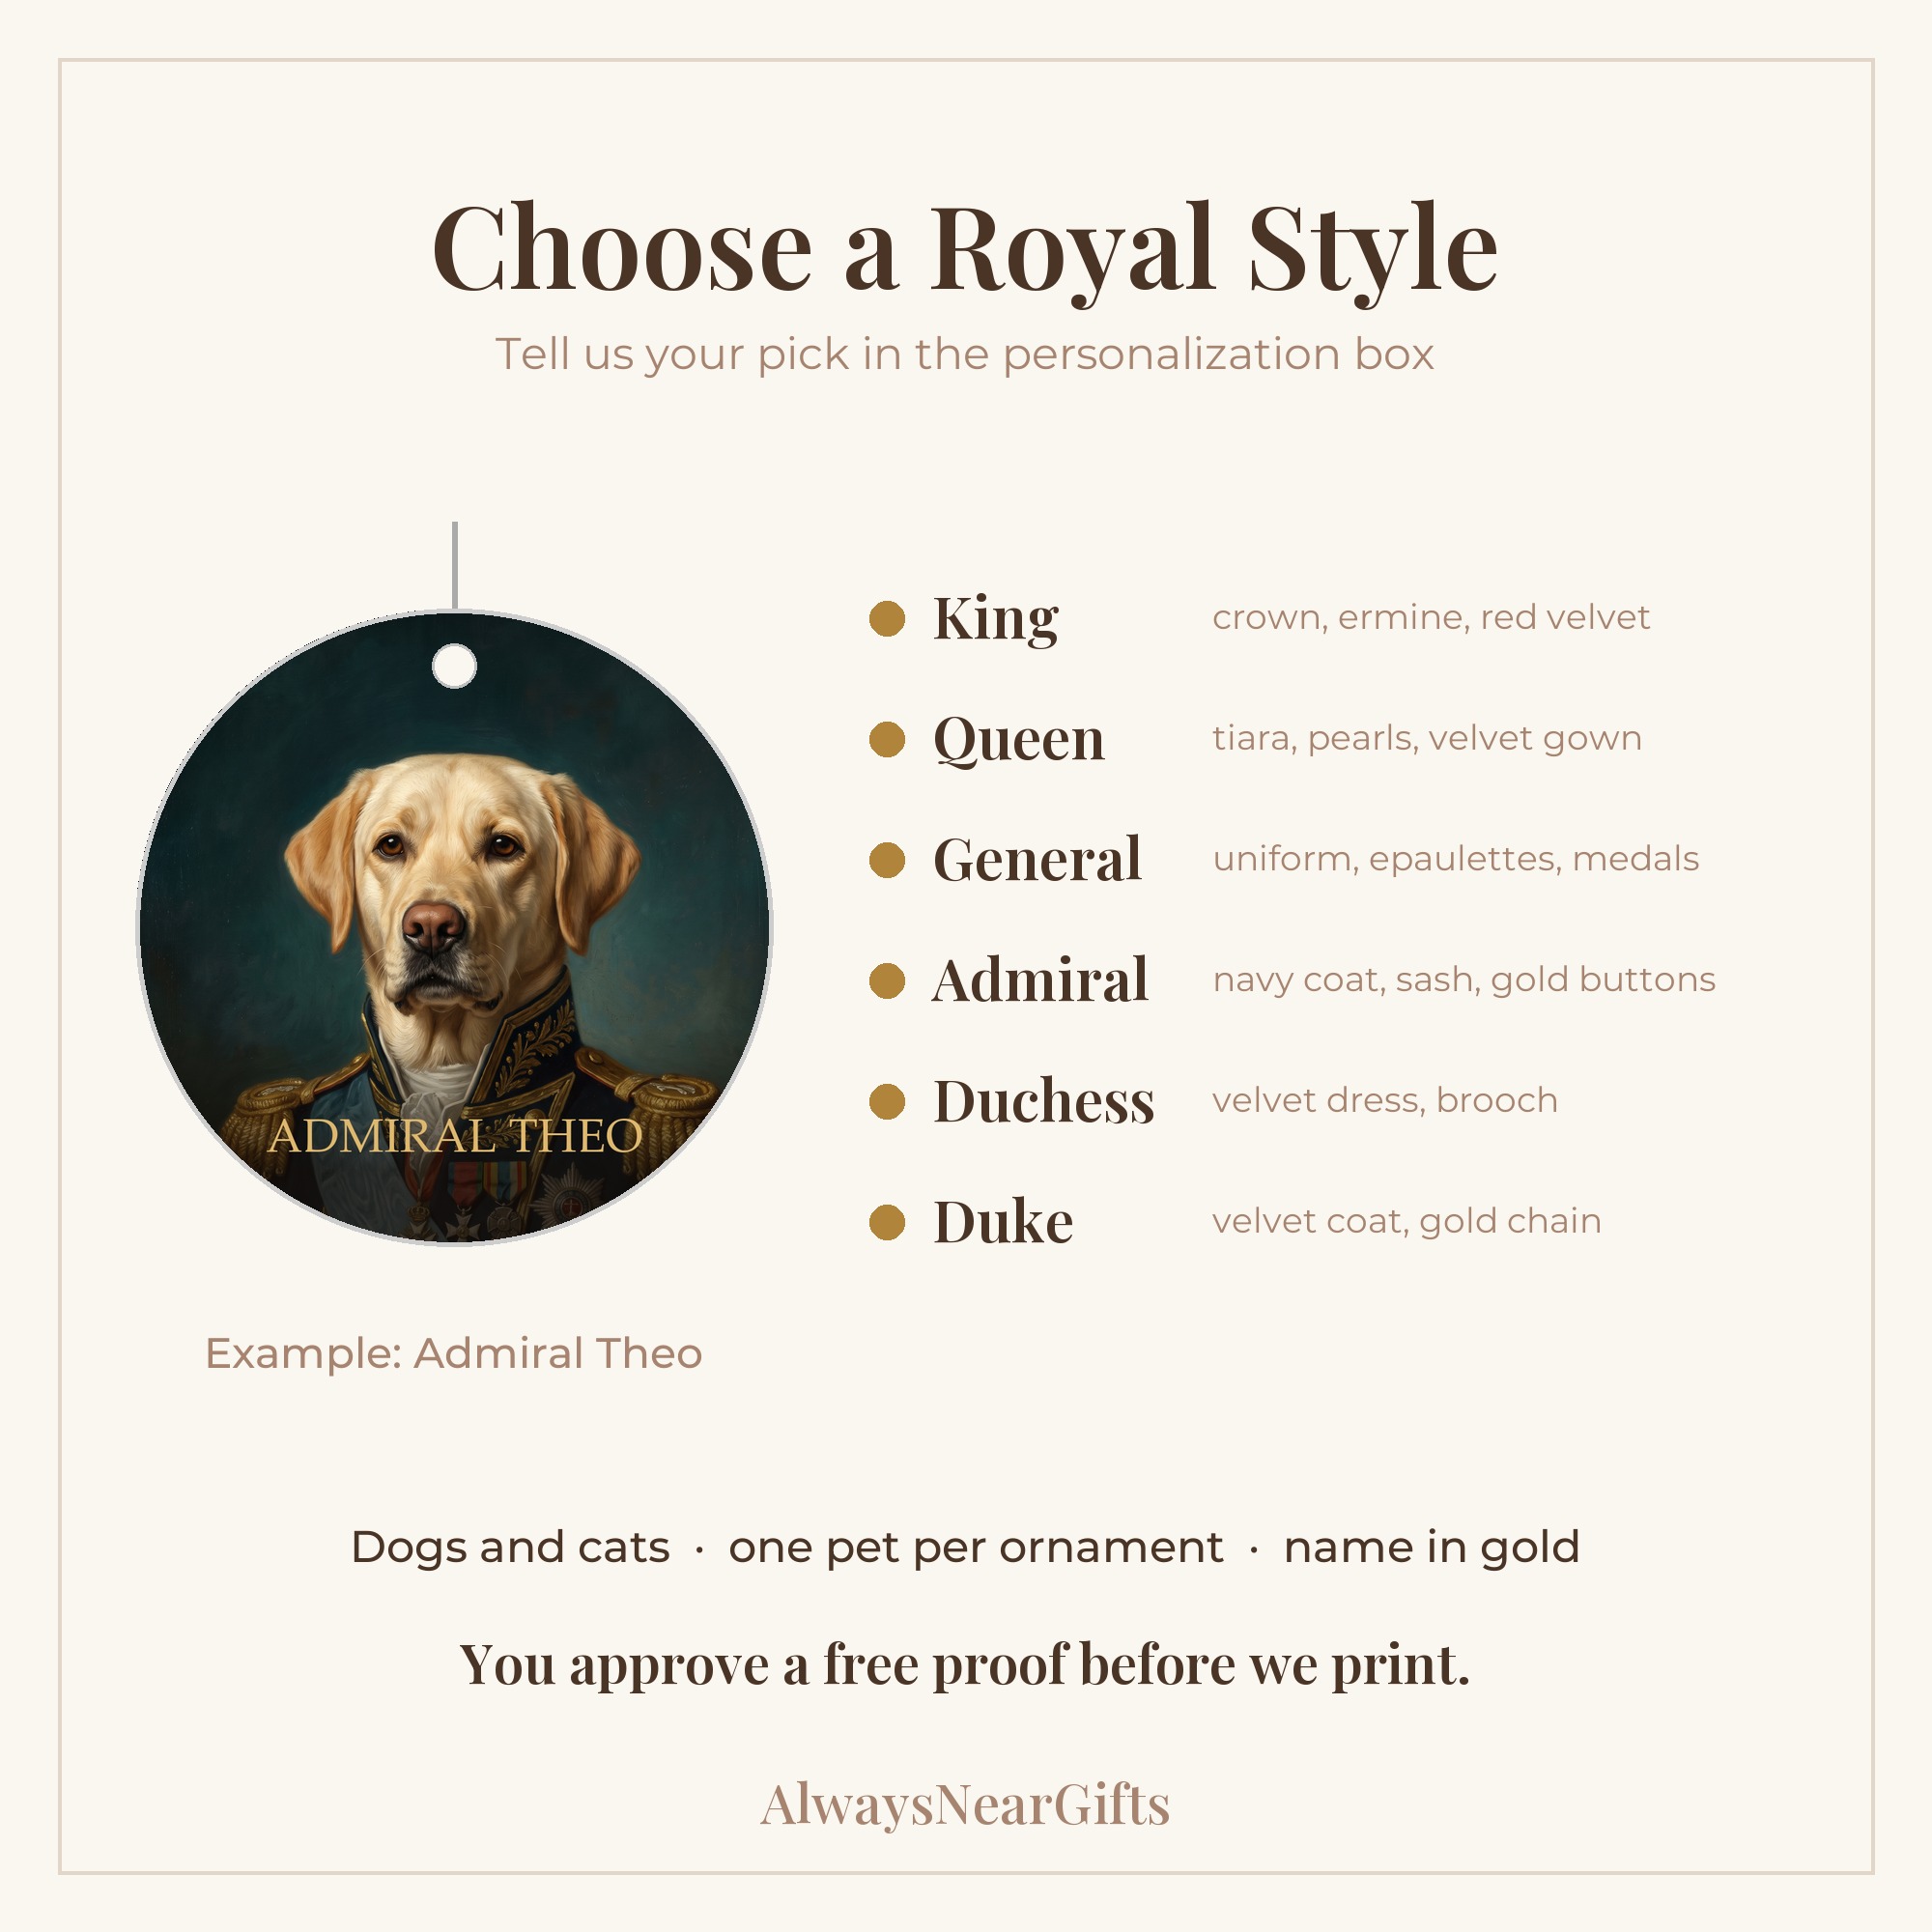 Choose a Royal Style
Tell us your pick in the personalization box
ADMIRAL THEO
Example: Admiral Theo
King crown, ermine, red velvet
Queen tiara, pearls, velvet gown
General uniform, epaulettes, medals
Admiral navy coat, sash, gold buttons
Duchess velvet dress, brooch
Duke velvet coat, gold chain
Dogs and cats · one pet per ornament · name in gold
You approve a free proof before we print.
AlwaysNearGifts